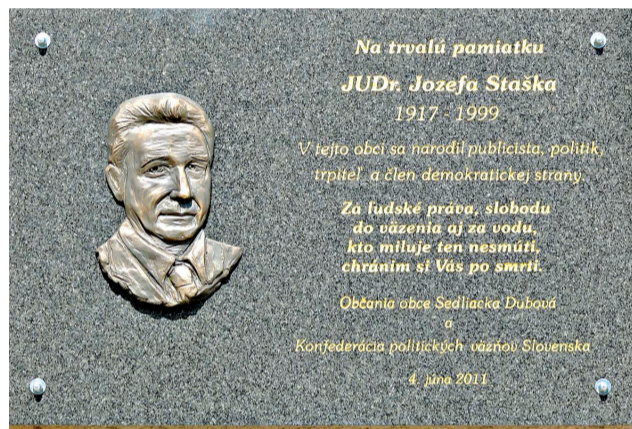 Na trvalú pamiatku
JUDr. Jozefa Staška
1917 - 1999
V tejto obci sa narodil publicista, politik,
trpiteľ a člen demokratickej strany.
Za ľudské práva, slobodu
do väzenia aj za vodu,
kto miluje ten nesmúti,
chránim si Vás po smrti.
Občania obce Sedliacka Dubová
a
Konfederácia politických väzňov Slovenska
4. júna 2011